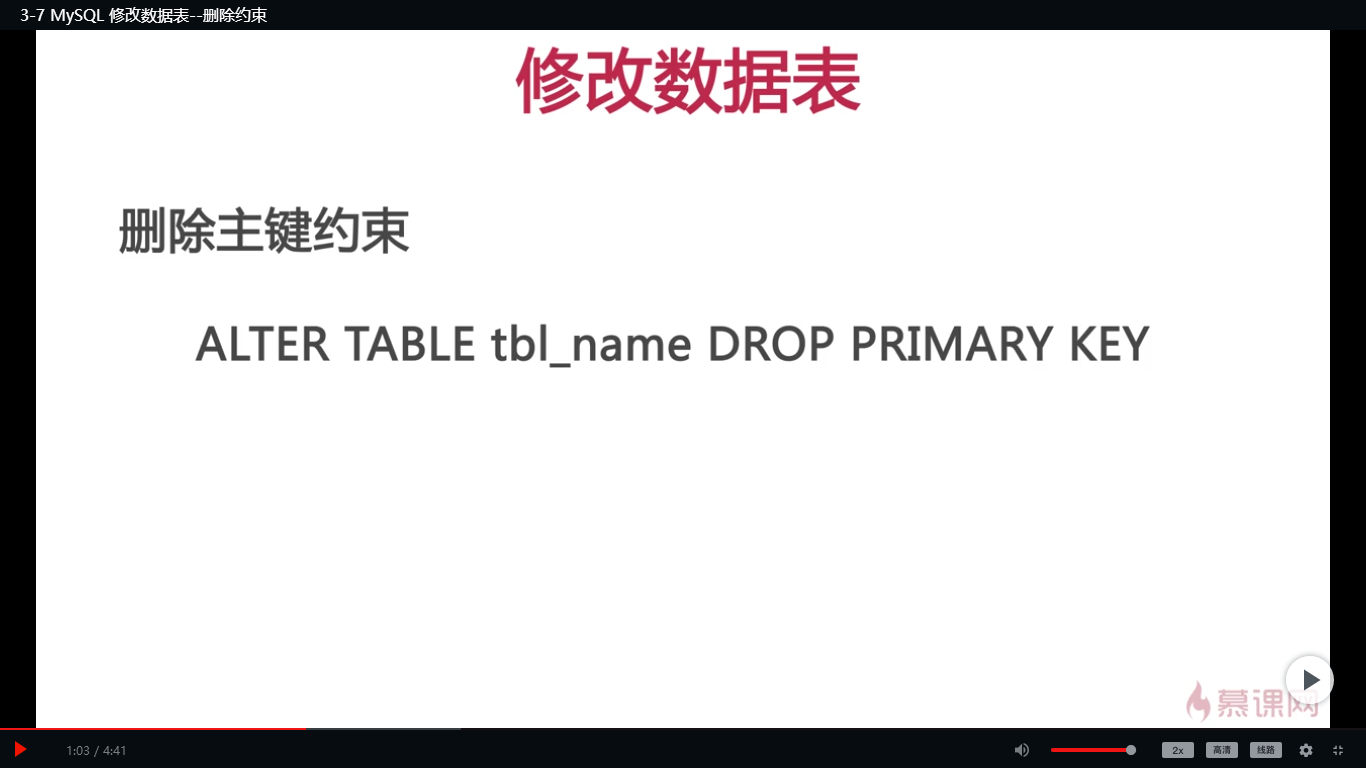 3-7 MySQL 修改数据表--删除约束
修改数据表
删除主键约束
ALTER TABLE tbl_name DROP PRIMARY KEY
慕课网
1:03 / 4:41
2x
高清
线路